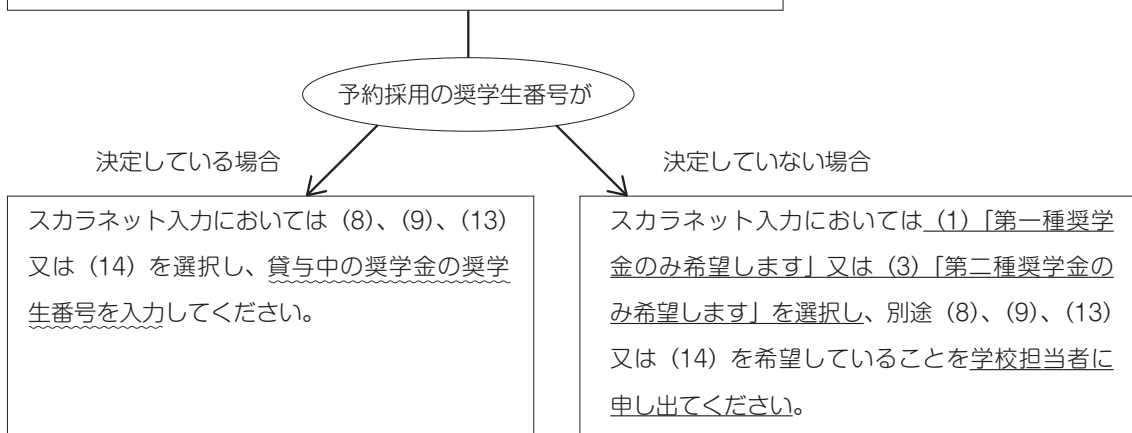 予約採用の奨学生番号が
決定している場合
決定していない場合
スカラネット入力においては（8）、（9）、（13）
又は（14）を選択し、貸与中の奨学金の奨学
生番号を入力してください。
スカラネット入力においては（1）「第一種奨学
金のみ希望します」又は（3）「第二種奨学金の
み希望します」を選択し、別途（8）、（9）、（13）
又は（14）を希望していることを学校担当者に
申し出てください。